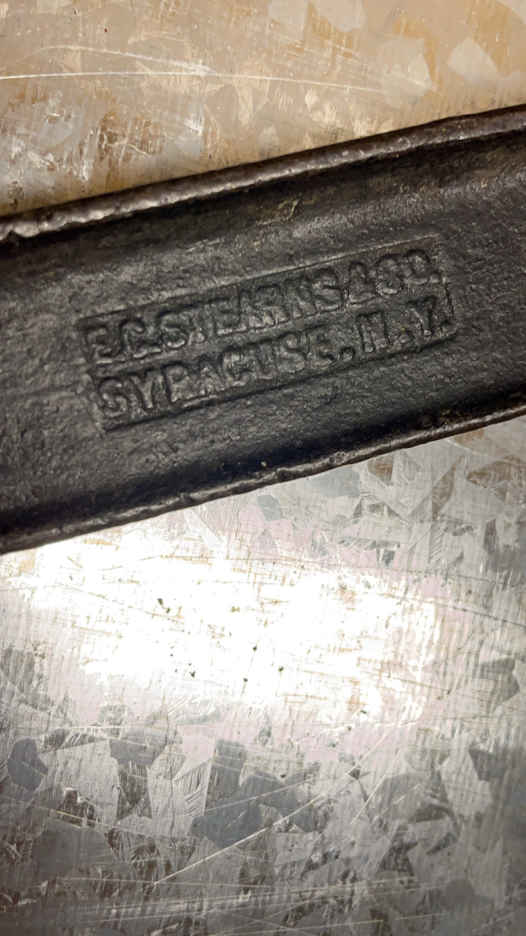 E.C. STEARNS & CO.
SYRACUSE, N.Y.